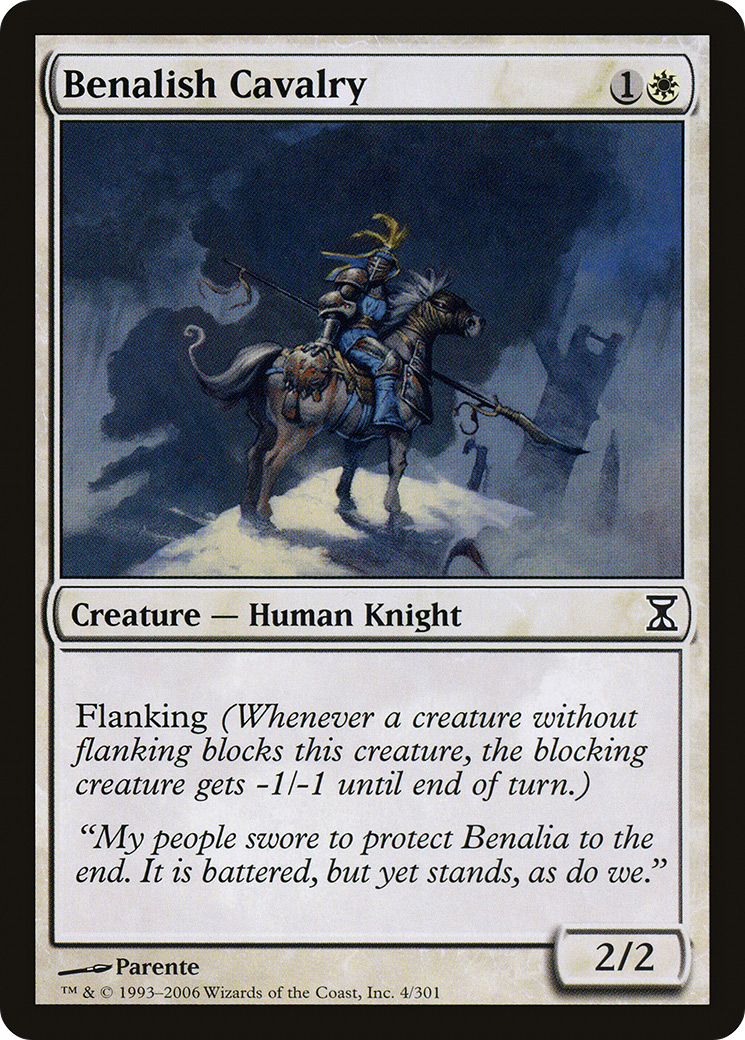 Benalish Cavalry 1
Creature — Human Knight
Flanking (Whenever a creature without
flanking blocks this creature, the blocking
creature gets -1/-1 until end of turn.)
“My people swore to protect Benalia to the
end. It is battered, but yet stands, as do we.”
2/2
Parente
™ & © 1993–2006 Wizards of the Coast, Inc. 4/301